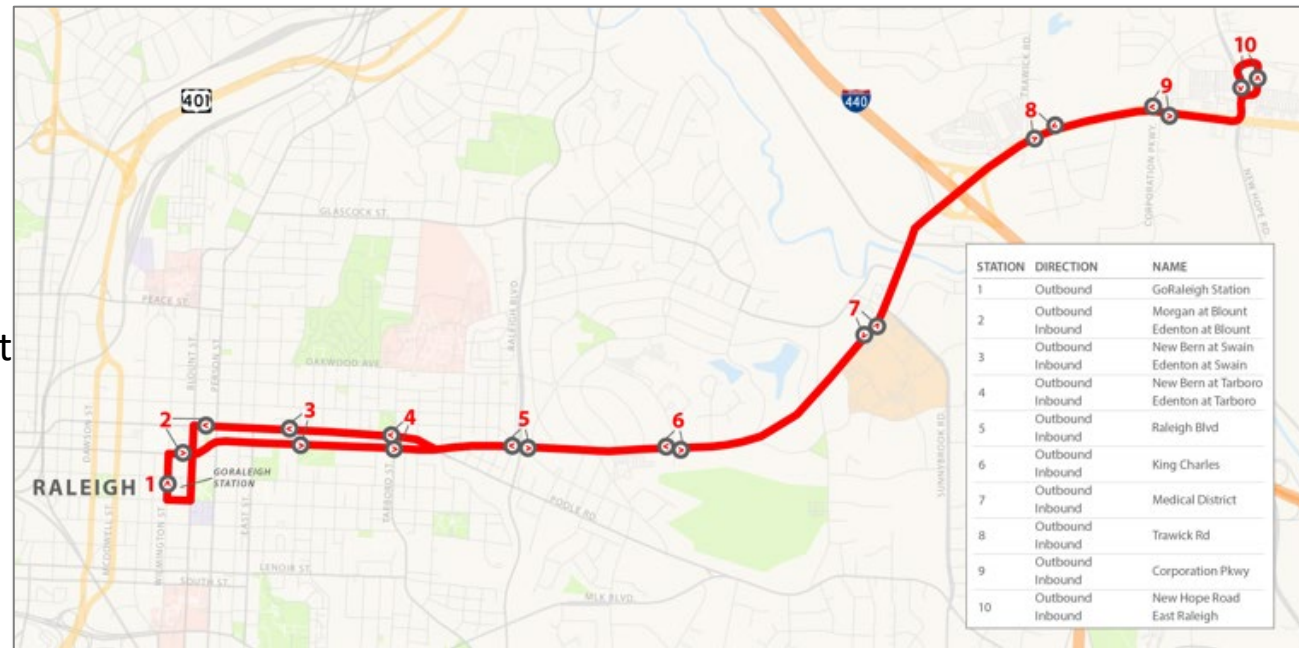 t
401
440
TRAWICK RD.
CORPORATION PKWY
NEW HOPE RD.
10
9
8
GLASCOCK ST.
PEACE ST.
RALEIGH BLVD.
OAKWOOD AVE.
BLOUNT ST.
PERSON ST.
DAWSON ST.
7
2
3
4
5
6
GORALEIGH
STATION
RALEIGH
1
TARBORO ST.
EAST ST.
POOLE RD.
SUNNYBROOK RD.
MCDOWELL ST.
WILMINGTON ST.
LENOIR ST.
SOUTH ST.
MLK BLVD.
STATION DIRECTION NAME
1 Outbound GoRaleigh Station
2 Outbound Morgan at Blount
Inbound Edenton at Blount
3 Outbound New Bern at Swain
Inbound Edenton at Swain
4 Outbound New Bern at Tarboro
Inbound Edenton at Tarboro
5 Outbound Raleigh Blvd
Inbound
6 Outbound King Charles
Inbound
7 Outbound Medical District
Inbound
8 Outbound Trawick Rd
Inbound
9 Outbound Corporation Pkwy
Inbound
10 Outbound New Hope Road
Inbound East Raleigh